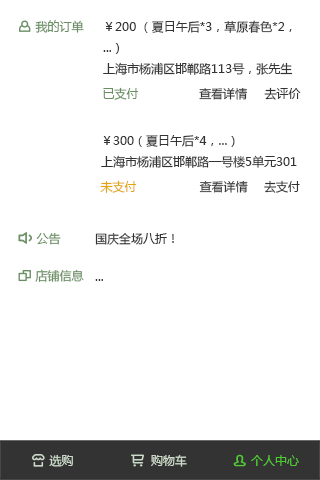 我的订单 ￥200 （ 夏日午后*3，草原春色*2，
... ）
上海市杨浦区邯郸路113号，张先生
已支付 查看详情 去评价
￥300（夏日午后*4，... ）
上海市杨浦区邯郸路一号楼5单元301
未支付 查看详情 去支付
公告 国庆全场八折！
店铺信息 ...
选购 购物车 个人中心